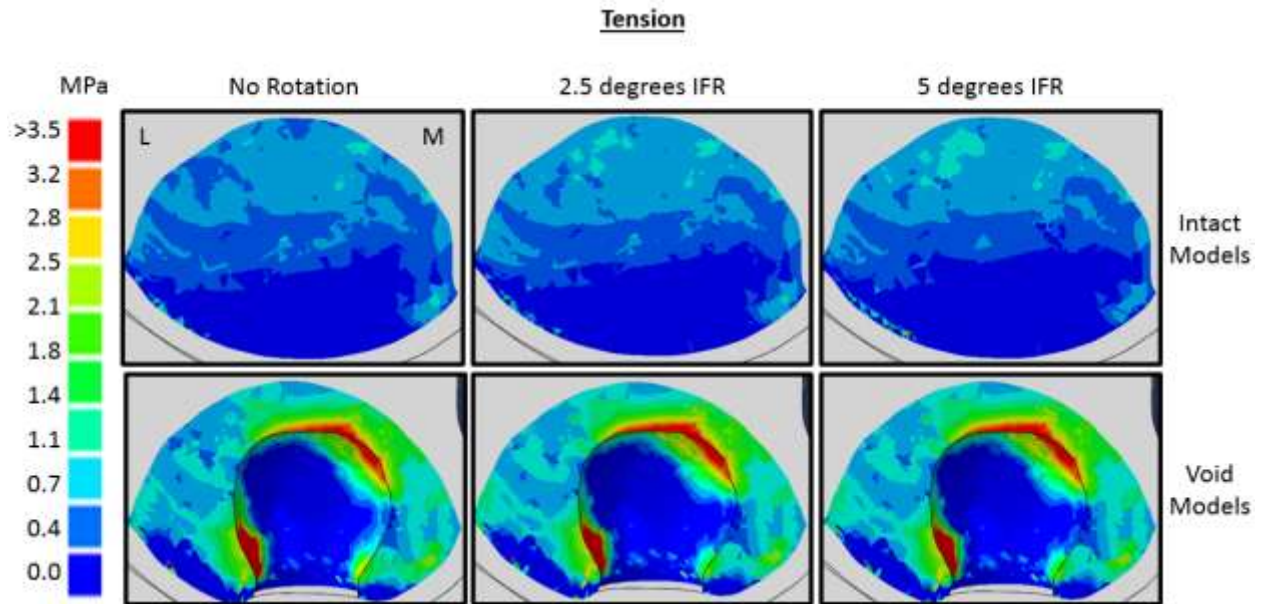 Tension
MPa
No Rotation
2.5 degrees IFR
5 degrees IFR
>3.5
3.2
2.8
2.5
2.1
1.8
1.4
1.1
0.7
0.4
0.0
L
M
Intact
Models
Void
Models